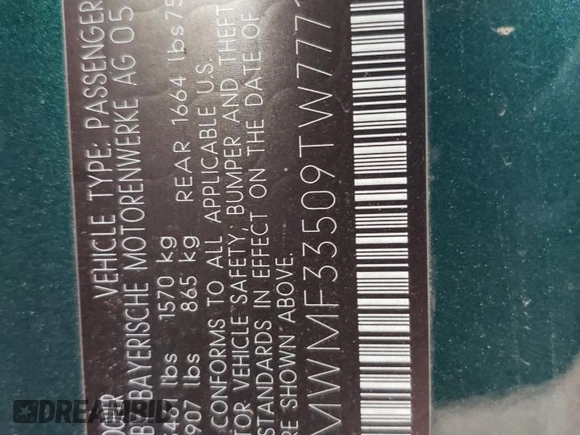 VEHICLE TYPE: PASSENGER
BAYERISCHE MOTORENWERKE AG 05
lbs 1570 kg REAR 1664 lbs 75
907 lbs 865 kg
CONFORMS TO ALL APPLICABLE U.S.
VEHICLE SAFETY, BUMPER AND THEFT
STANDARDS IN EFFECT ON THE DATE OF
SHOWN ABOVE.
MWMF33509TW777
DREAMBID